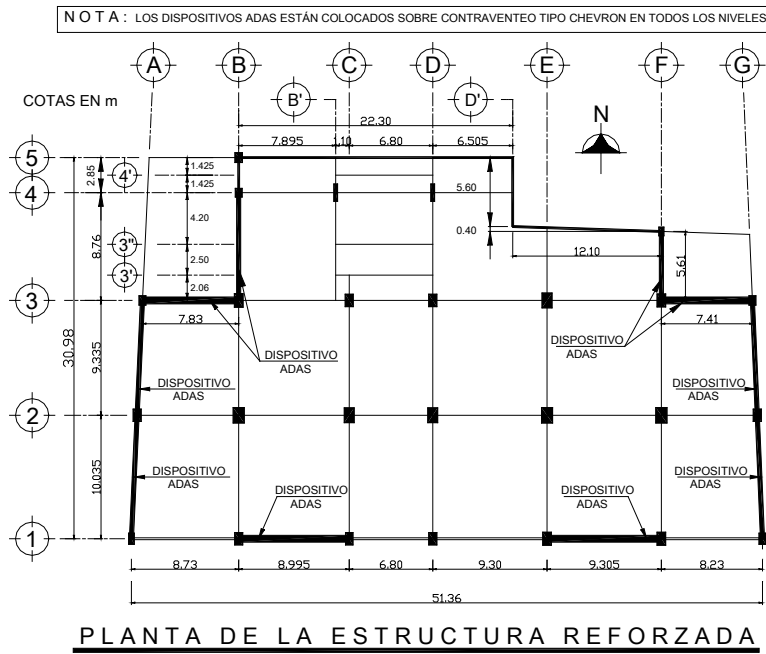 NOTA: LOS DISPOSITIVOS ADAS ESTÁN COLOCADOS SOBRE CONTRAVENTEO TIPO CHEVRON EN TODOS LOS NIVELES
A B C D E F G
COTAS EN m
B' D'
N
22.30
7.895 1.10 6.80 6.505
5
4'
4
3"
3'
3
2
1
2.85
8.76
9.335
10.035
30.98
1.425
1.425
4.20
2.50
2.06
5.60
0.40
12.10
5.61
7.83
7.41
DISPOSITIVO
ADAS
DISPOSITIVO
ADAS
DISPOSITIVO
ADAS
DISPOSITIVO
ADAS
DISPOSITIVO
ADAS
DISPOSITIVO
ADAS
DISPOSITIVO
ADAS
DISPOSITIVO
ADAS
8.73 8.995 6.80 9.30 9.305 8.23
51.36
PLANTA DE LA ESTRUCTURA REFORZADA